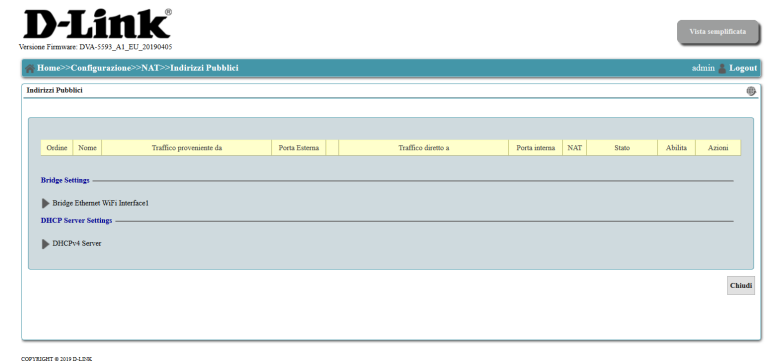 D-Link®
Versione Firmware: DVA-5593_A1_EU_20190405
Vista semplificata
Home>>Configurazione>>NAT>>Indirizzi Pubblici
admin Logout
Indirizzi Pubblici
Ordine Nome Traffico proveniente da Porta Esterna Traffico diretto a Porta interna NAT Stato Abilita Azioni
Bridge Settings
Bridge Ethernet WiFi Interface1
DHCP Server Settings
DHCPv4 Server
Chiudi
COPYRIGHT © 2019 D-LINK